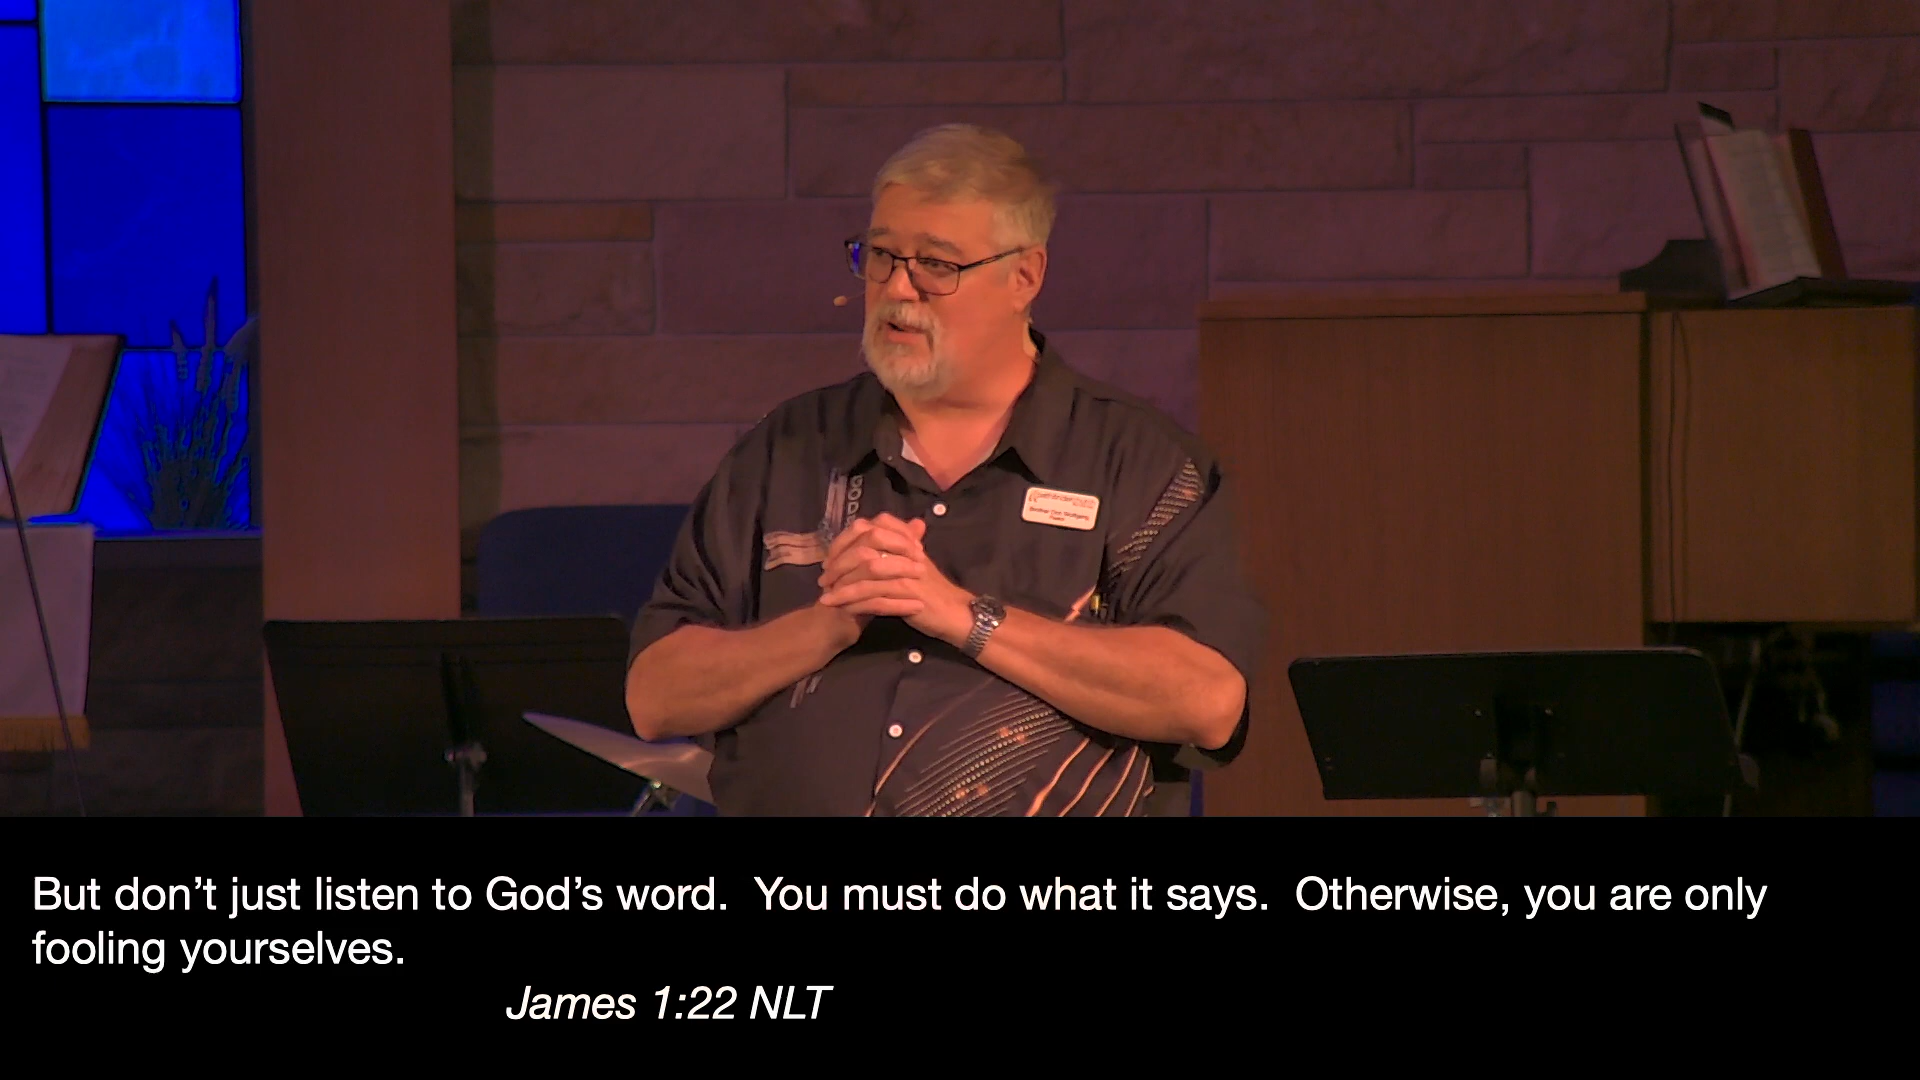 But don’t just listen to God’s word.  You must do what it says.  Otherwise, you are only
fooling yourselves.
James 1:22 NLT